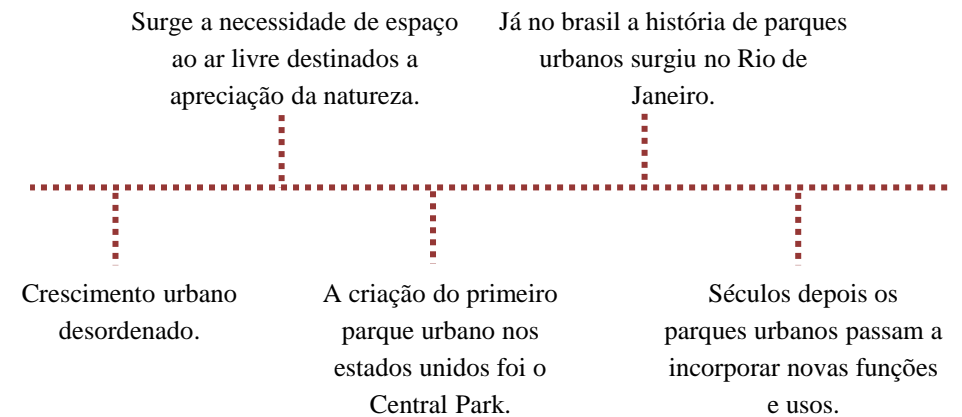 Surge a necessidade de espaço
ao ar livre destinados a
apreciação da natureza.
Já no brasil a história de parques
urbanos surgiu no Rio de
Janeiro.
Crescimento urbano
desordenado.
A criação do primeiro
parque urbano nos
estados unidos foi o
Central Park.
Séculos depois os
parques urbanos passam a
incorporar novas funções
e usos.